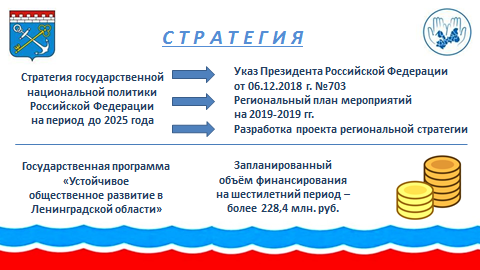 СТРАТЕГИЯ
Стратегия государственной
национальной политики
Российской Федерации
на период до 2025 года
Указ Президента Российской Федерации
от 06.12.2018 г. №703
Региональный план мероприятий
на 2019-2019 гг.
Разработка проекта региональной стратегии
Государственная программа
«Устойчивое
общественное развитие в
Ленинградской области»
Запланированный
объём финансирования
на шестилетний период –
более 228,4 млн. руб.